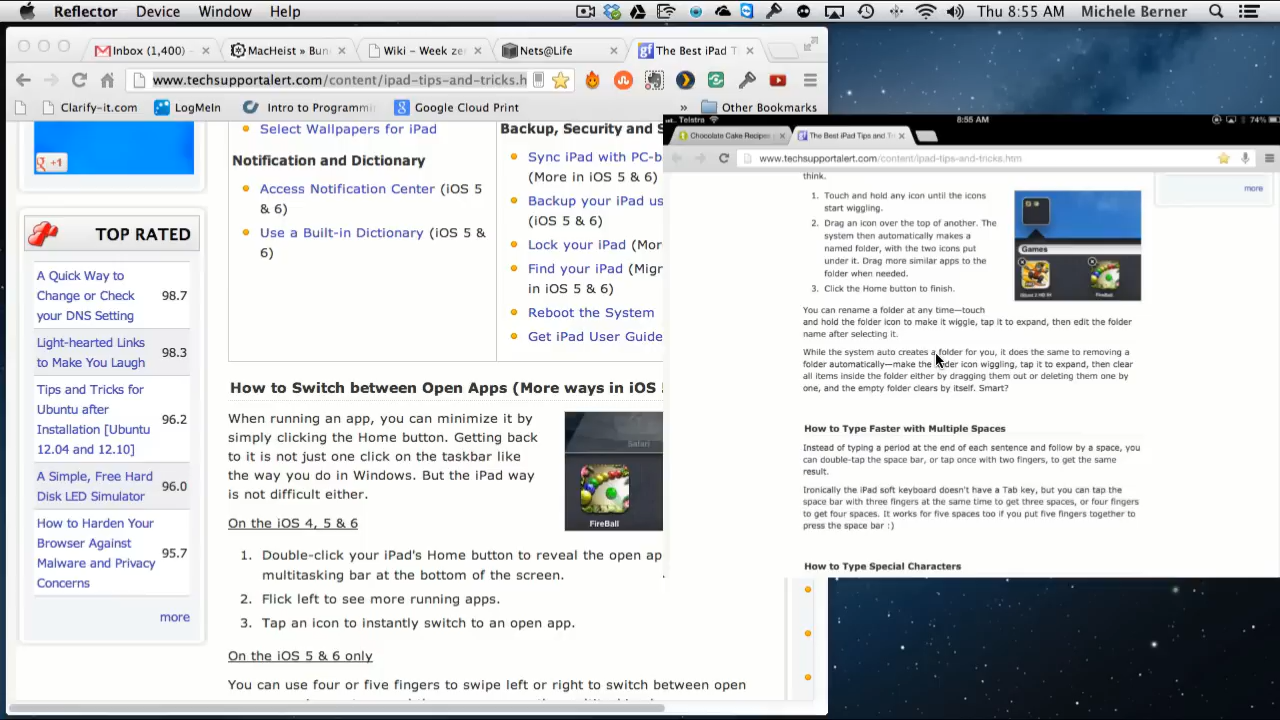 Reflector Device Window Help Thu 8:55 AM Michele Berner
Inbox (1,400) MacHeist » Bun Wiki – Week ze Nets@Life The Best iPad T
www.techsupportalert.com/content/ipad-tips-and-tricks.h
Clarify-it.com LogMeIn Intro to Programmi Google Cloud Print » Other Bookmarks
+1
TOP RATED
A Quick Way to
Change or Check
your DNS Setting
98.7
Light-hearted Links
to Make You Laugh
98.3
Tips and Tricks for
Ubuntu after
Installation [Ubuntu
12.04 and 12.10]
96.2
A Simple, Free Hard
Disk LED Simulator
96.0
How to Harden Your
Browser Against
Malware and Privacy
Concerns
95.7
more
Select Wallpapers for iPad
Notification and Dictionary
Access Notification Center (iOS 5
& 6)
Use a Built-in Dictionary (iOS 5 &
6)
Backup, Security and S
Sync iPad with PC-b
(More in iOS 5 & 6)
Backup your iPad us
(iOS 5 & 6)
Lock your iPad (Mor
Find your iPad (Migr
in iOS 5 & 6)
Reboot the System
Get iPad User Guide
How to Switch between Open Apps (More ways in iOS 5
When running an app, you can minimize it by
simply clicking the Home button. Getting back
to it is not just one click on the taskbar like
the way you do in Windows. But the iPad way
is not difficult either.
Safari
FireBall
On the iOS 4, 5 & 6
1. Double-click your iPad's Home button to reveal the open ap
multitasking bar at the bottom of the screen.
2. Flick left to see more running apps.
3. Tap an icon to instantly switch to an open app.
On the iOS 5 & 6 only
You can use four or five fingers to swipe left or right to switch between open
Telstra 8:55 AM 74%
Chocolate Cake Recipes The Best iPad Tips and Tr
www.techsupportalert.com/content/ipad-tips-and-tricks.htm
more
think.
1. Touch and hold any icon until the icons
start wiggling.
2. Drag an icon over the top of another. The
system then automatically makes a
named folder, with the two icons put
under it. Drag more similar apps to the
folder when needed.
3. Click the Home button to finish.
Games
FireBall
You can rename a folder at any time—touch
and hold the folder icon to make it wiggle, tap it to expand, then edit the folder
name after selecting it.
While the system auto creates a folder for you, it does the same to removing a
folder automatically—make the folder icon wiggling, tap it to expand, then clear
all items inside the folder either by dragging them out or deleting them one by
one, and the empty folder clears by itself. Smart?
How to Type Faster with Multiple Spaces
Instead of typing a period at the end of each sentence and follow by a space, you
can double-tap the space bar, or tap once with two fingers, to get the same
result.
Ironically the iPad soft keyboard doesn't have a Tab key, but you can tap the
space bar with three fingers at the same time to get three spaces, or four fingers
to get four spaces. It works for five spaces too if you put five fingers together to
press the space bar :)
How to Type Special Characters